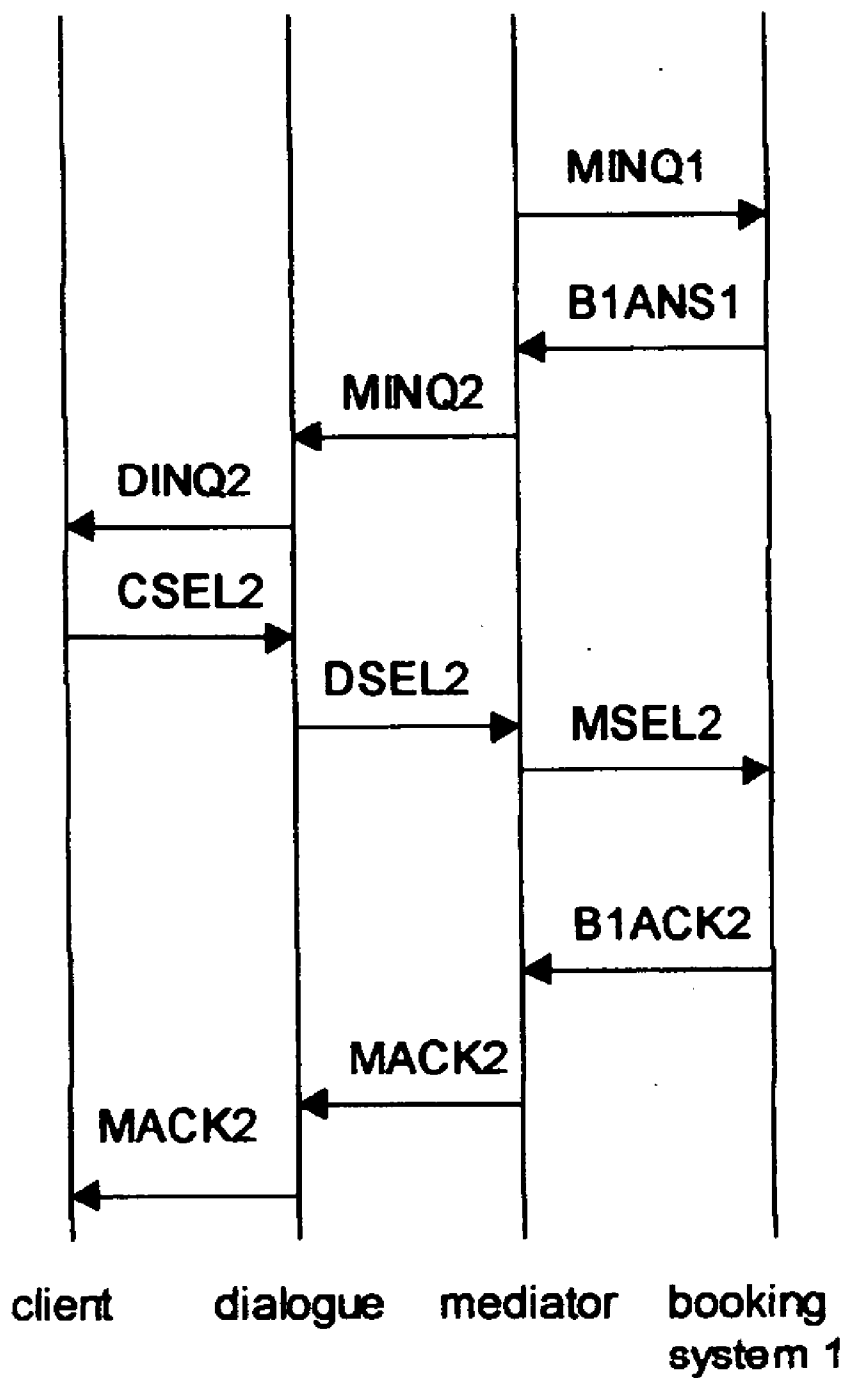 MINQ1
B1ANS1
MINQ2
DINQ2
CSEL2
DSEL2
MSEL2
B1ACK2
MACK2
MACK2
client dialogue mediator booking
system 1